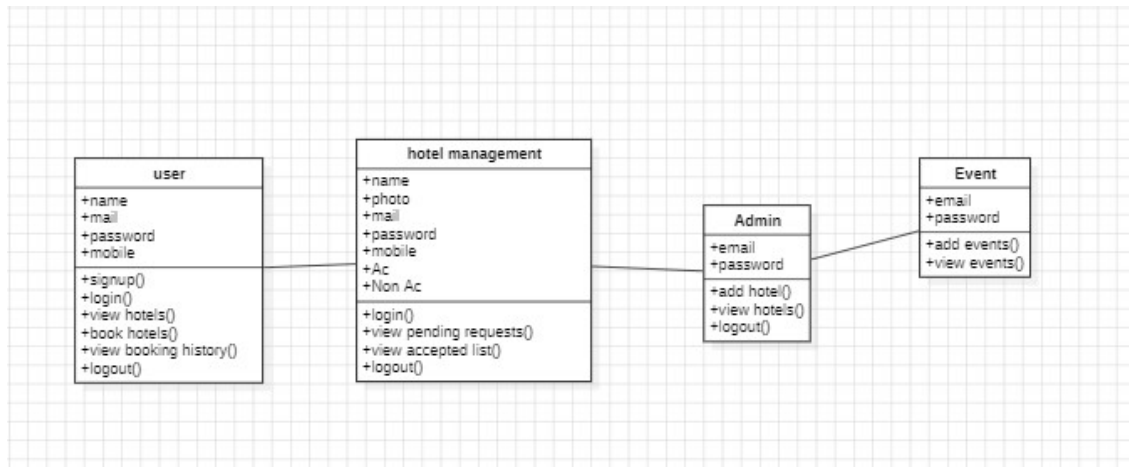 user
+name
+mail
+password
+mobile
+signup()
+login()
+view hotels()
+book hotels()
+view booking history()
+logout()
hotel management
+name
+photo
+mail
+password
+mobile
+Ac
+Non Ac
+login()
+view pending requests()
+view accepted list()
+logout()
Admin
+email
+password
+add hotel()
+view hotels()
+logout()
Event
+email
+password
+add events()
+view events()